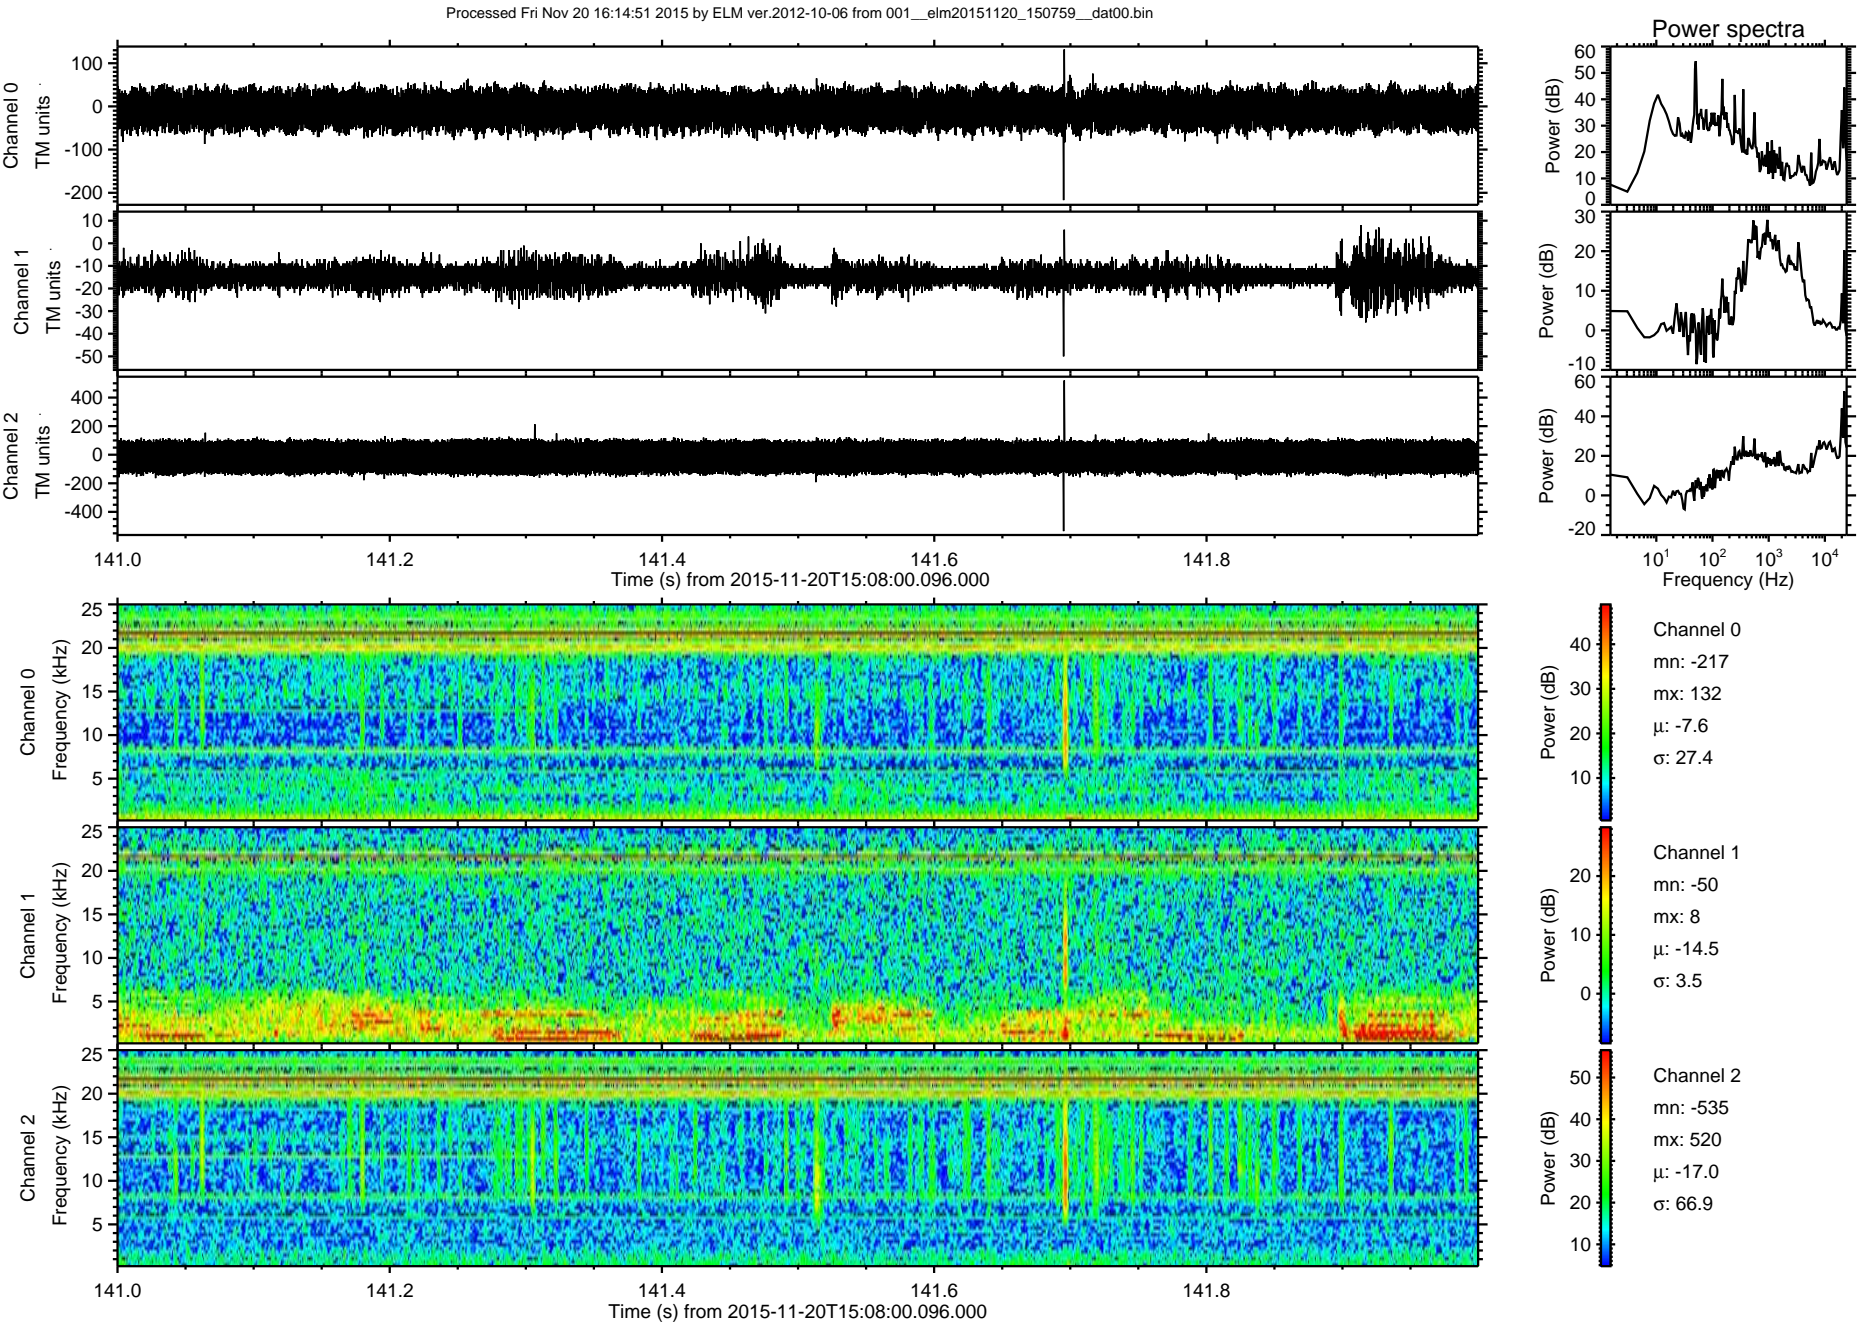 Processed Fri Nov 20 16:14:51 2015 by ELM ver.2012-10-06 from 001__elm20151120_150759__dat00.bin
Power spectra
Channel 0
TM units
100
0
-100
-200
Power (dB)
60
50
40
30
20
10
0
Channel 1
TM units
10
0
-10
-20
-30
-40
-50
Power (dB)
30
20
10
0
-10
Channel 2
TM units
400
200
0
-200
-400
Power (dB)
60
40
20
0
-20
141.0 141.2 141.4 141.6 141.8
Time (s) from 2015-11-20T15:08:00.096.000
10^1 10^2 10^3 10^4
Frequency (Hz)
Channel 0
Frequency (kHz)
25
20
15
10
5
Power (dB)
40
30
20
10
Channel 0
mn: -217
mx: 132
μ: -7.6
σ: 27.4
Channel 1
Frequency (kHz)
25
20
15
10
5
Power (dB)
20
10
0
Channel 1
mn: -50
mx: 8
μ: -14.5
σ: 3.5
Channel 2
Frequency (kHz)
25
20
15
10
5
Power (dB)
50
40
30
20
10
Channel 2
mn: -535
mx: 520
μ: -17.0
σ: 66.9
141.0 141.2 141.4 141.6 141.8
Time (s) from 2015-11-20T15:08:00.096.000